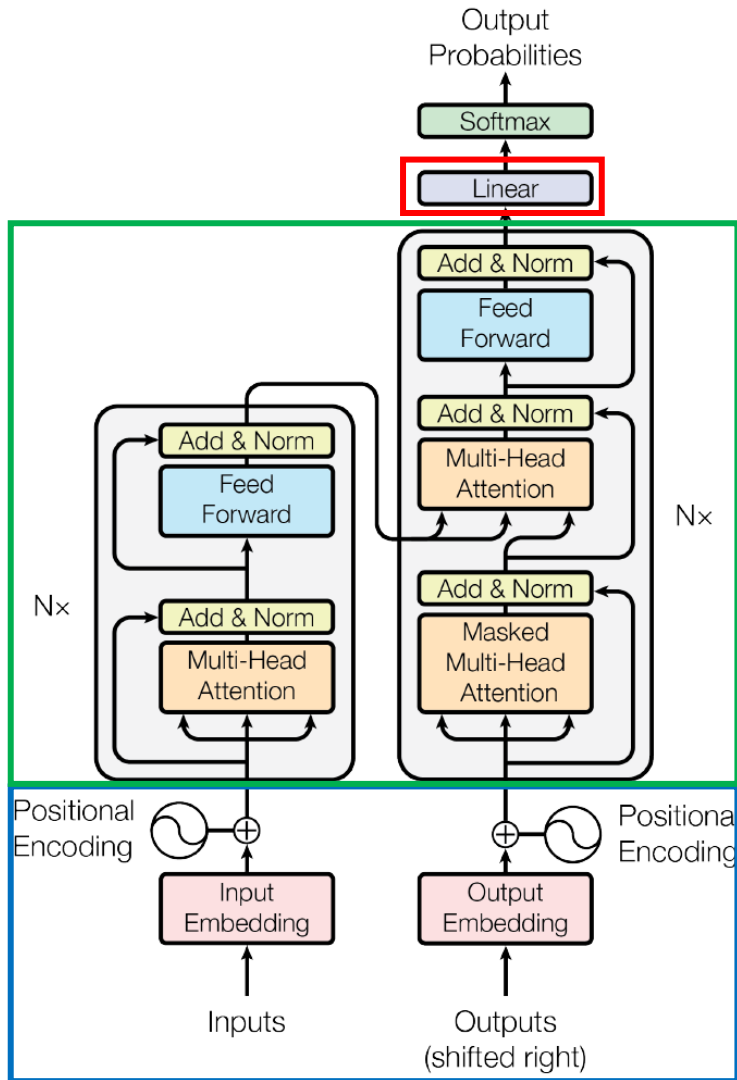 Output
Probabilities
Softmax
Linear
Add & Norm
Feed
Forward
Add & Norm
Multi-Head
Attention
Nx
Add & Norm
Masked
Multi-Head
Attention
Add & Norm
Feed
Forward
Nx
Add & Norm
Multi-Head
Attention
Positional
Encoding
Input
Embedding
Inputs
Positiona
Encoding
Output
Embedding
Outputs
(shifted right)